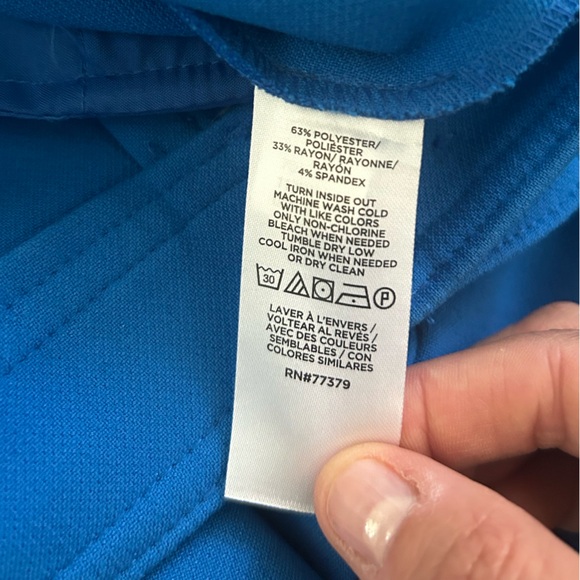 63% POLYESTER/
POLIÉSTER
33% RAYON/ RAYONNE/
RAYÓN
4% SPANDEX
TURN INSIDE OUT
MACHINE WASH COLD
WITH LIKE COLORS
ONLY NON-CHLORINE
BLEACH WHEN NEEDED
TUMBLE DRY LOW
COOL IRON WHEN NEEDED
OR DRY CLEAN
30 P
LAVER À L'ENVERS /
VOLTEAR AL REVÉS /
AVEC DES COULEURS
SEMBLABLES / CON
COLORES SIMILARES
RN#77379